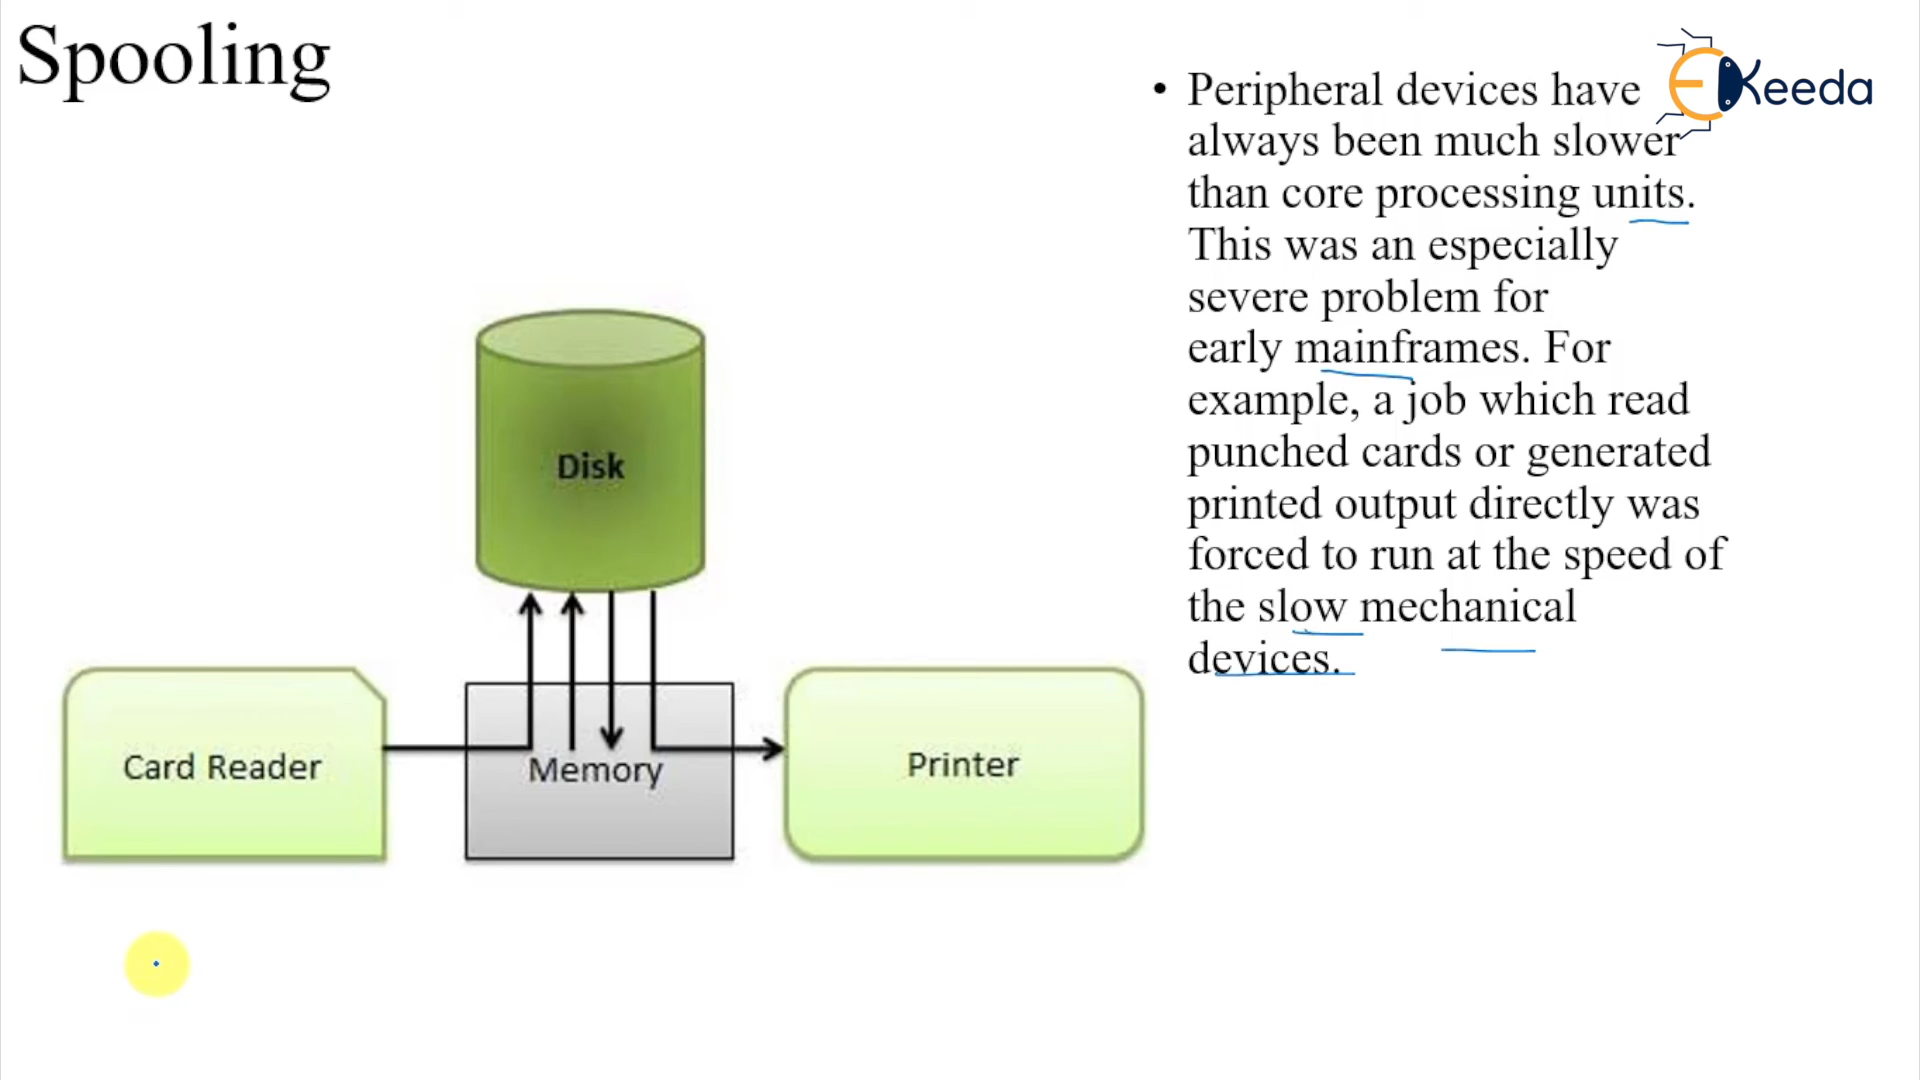 Spooling
EKeeda
• Peripheral devices have
always been much slower
than core processing units.
This was an especially
severe problem for
early mainframes. For
example, a job which read
punched cards or generated
printed output directly was
forced to run at the speed of
the slow mechanical
devices.
Disk
Card Reader
Memory
Printer